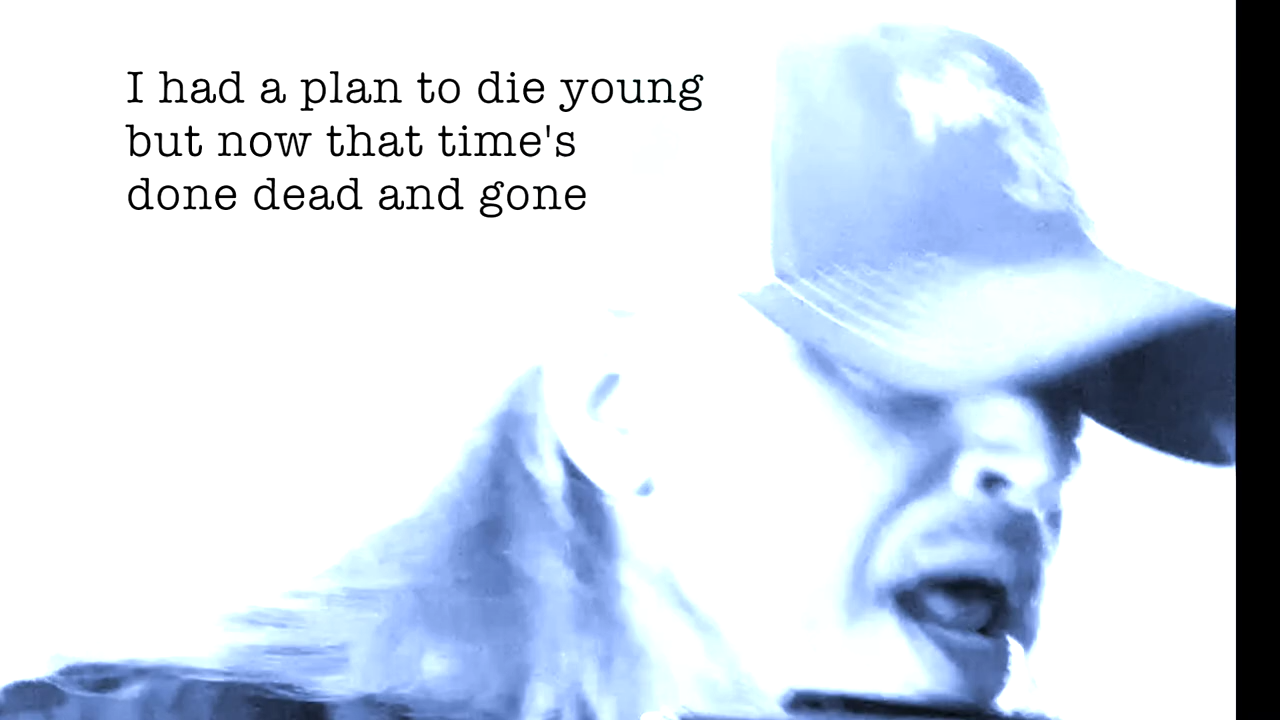 I had a plan to die young
but now that time's
done dead and gone